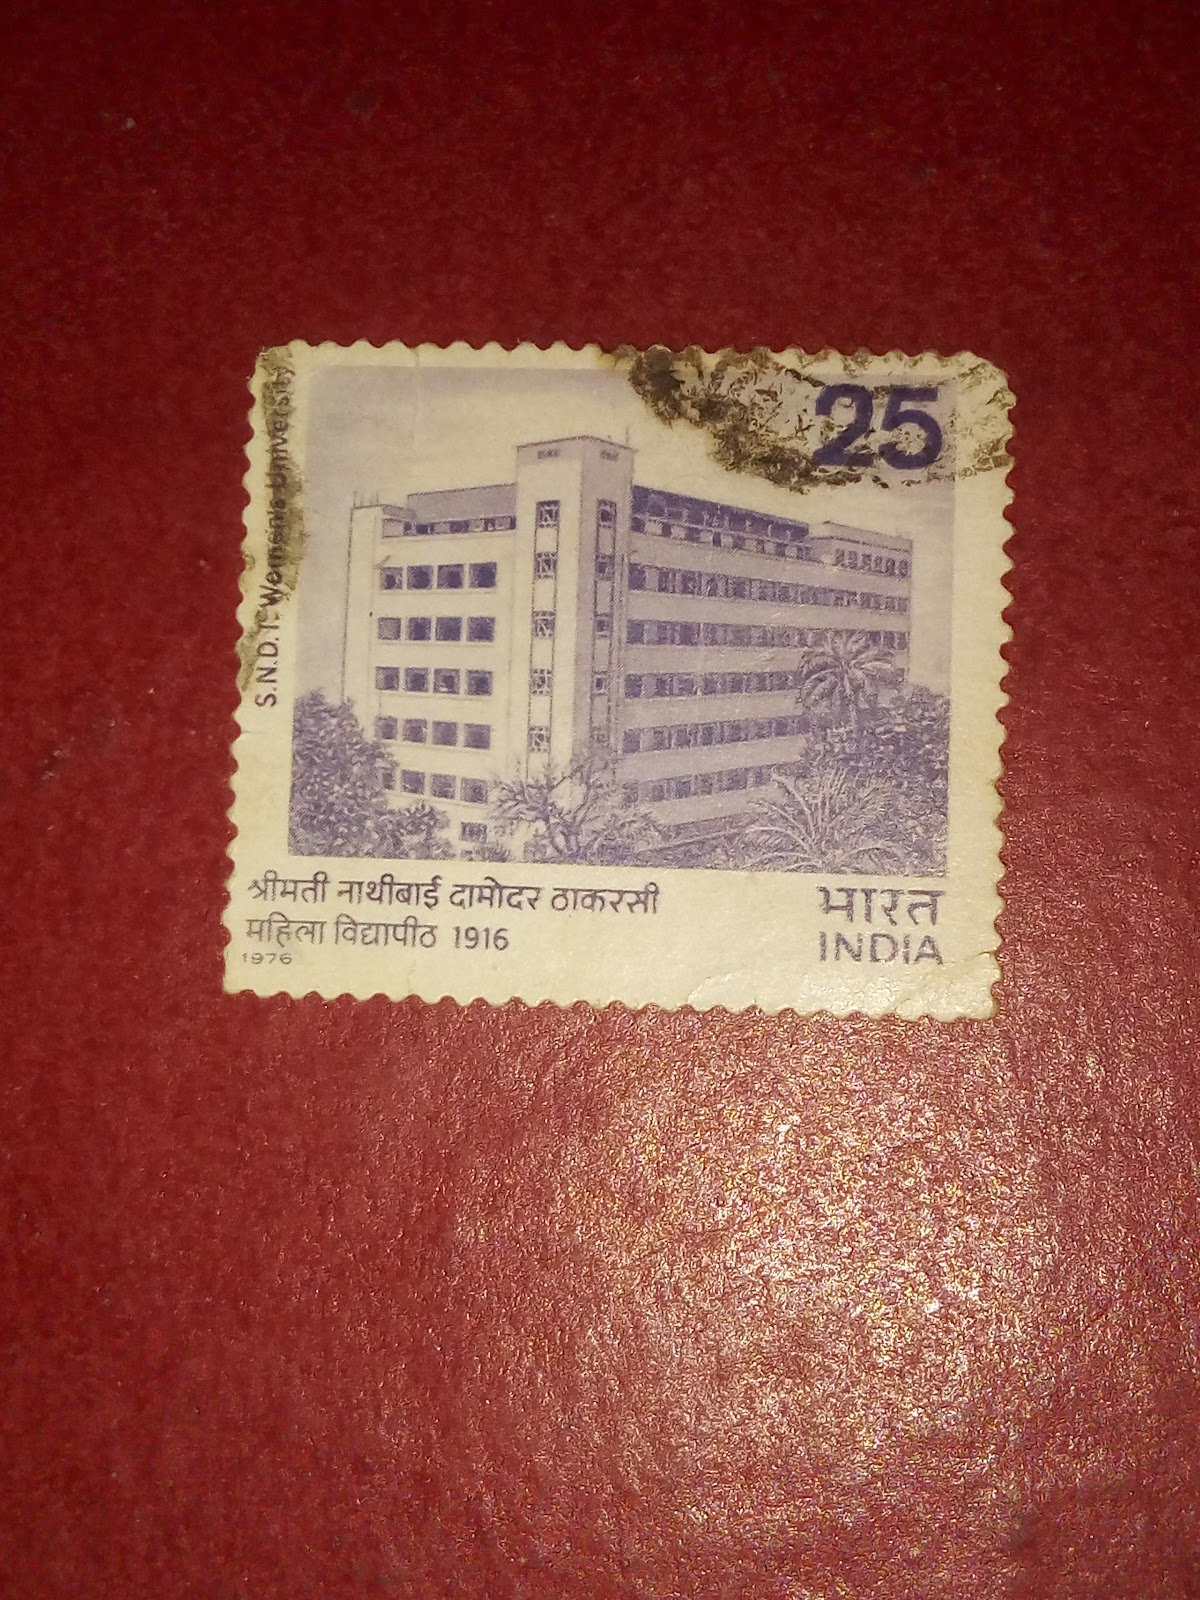 25
S.N.D.T. Women's University
श्रीमती नाथीबाई दामोदर ठाकरसी
महिला विद्यापीठ 1916
1976
भारत
INDIA